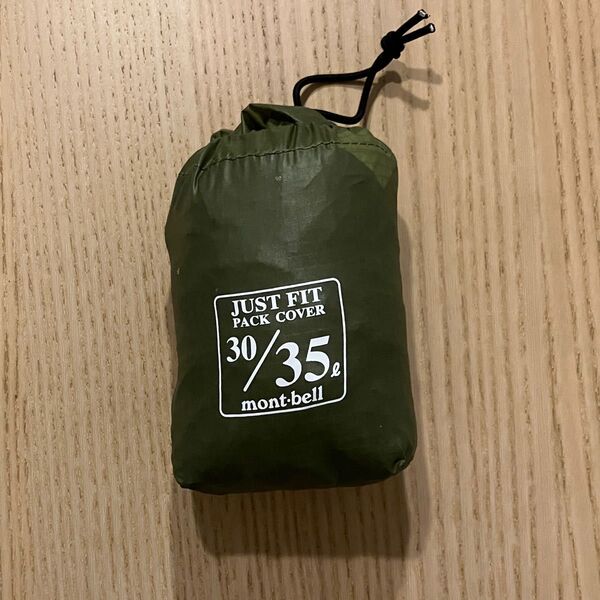 JUST FIT
PACK COVER
30/35ℓ
mont-bell